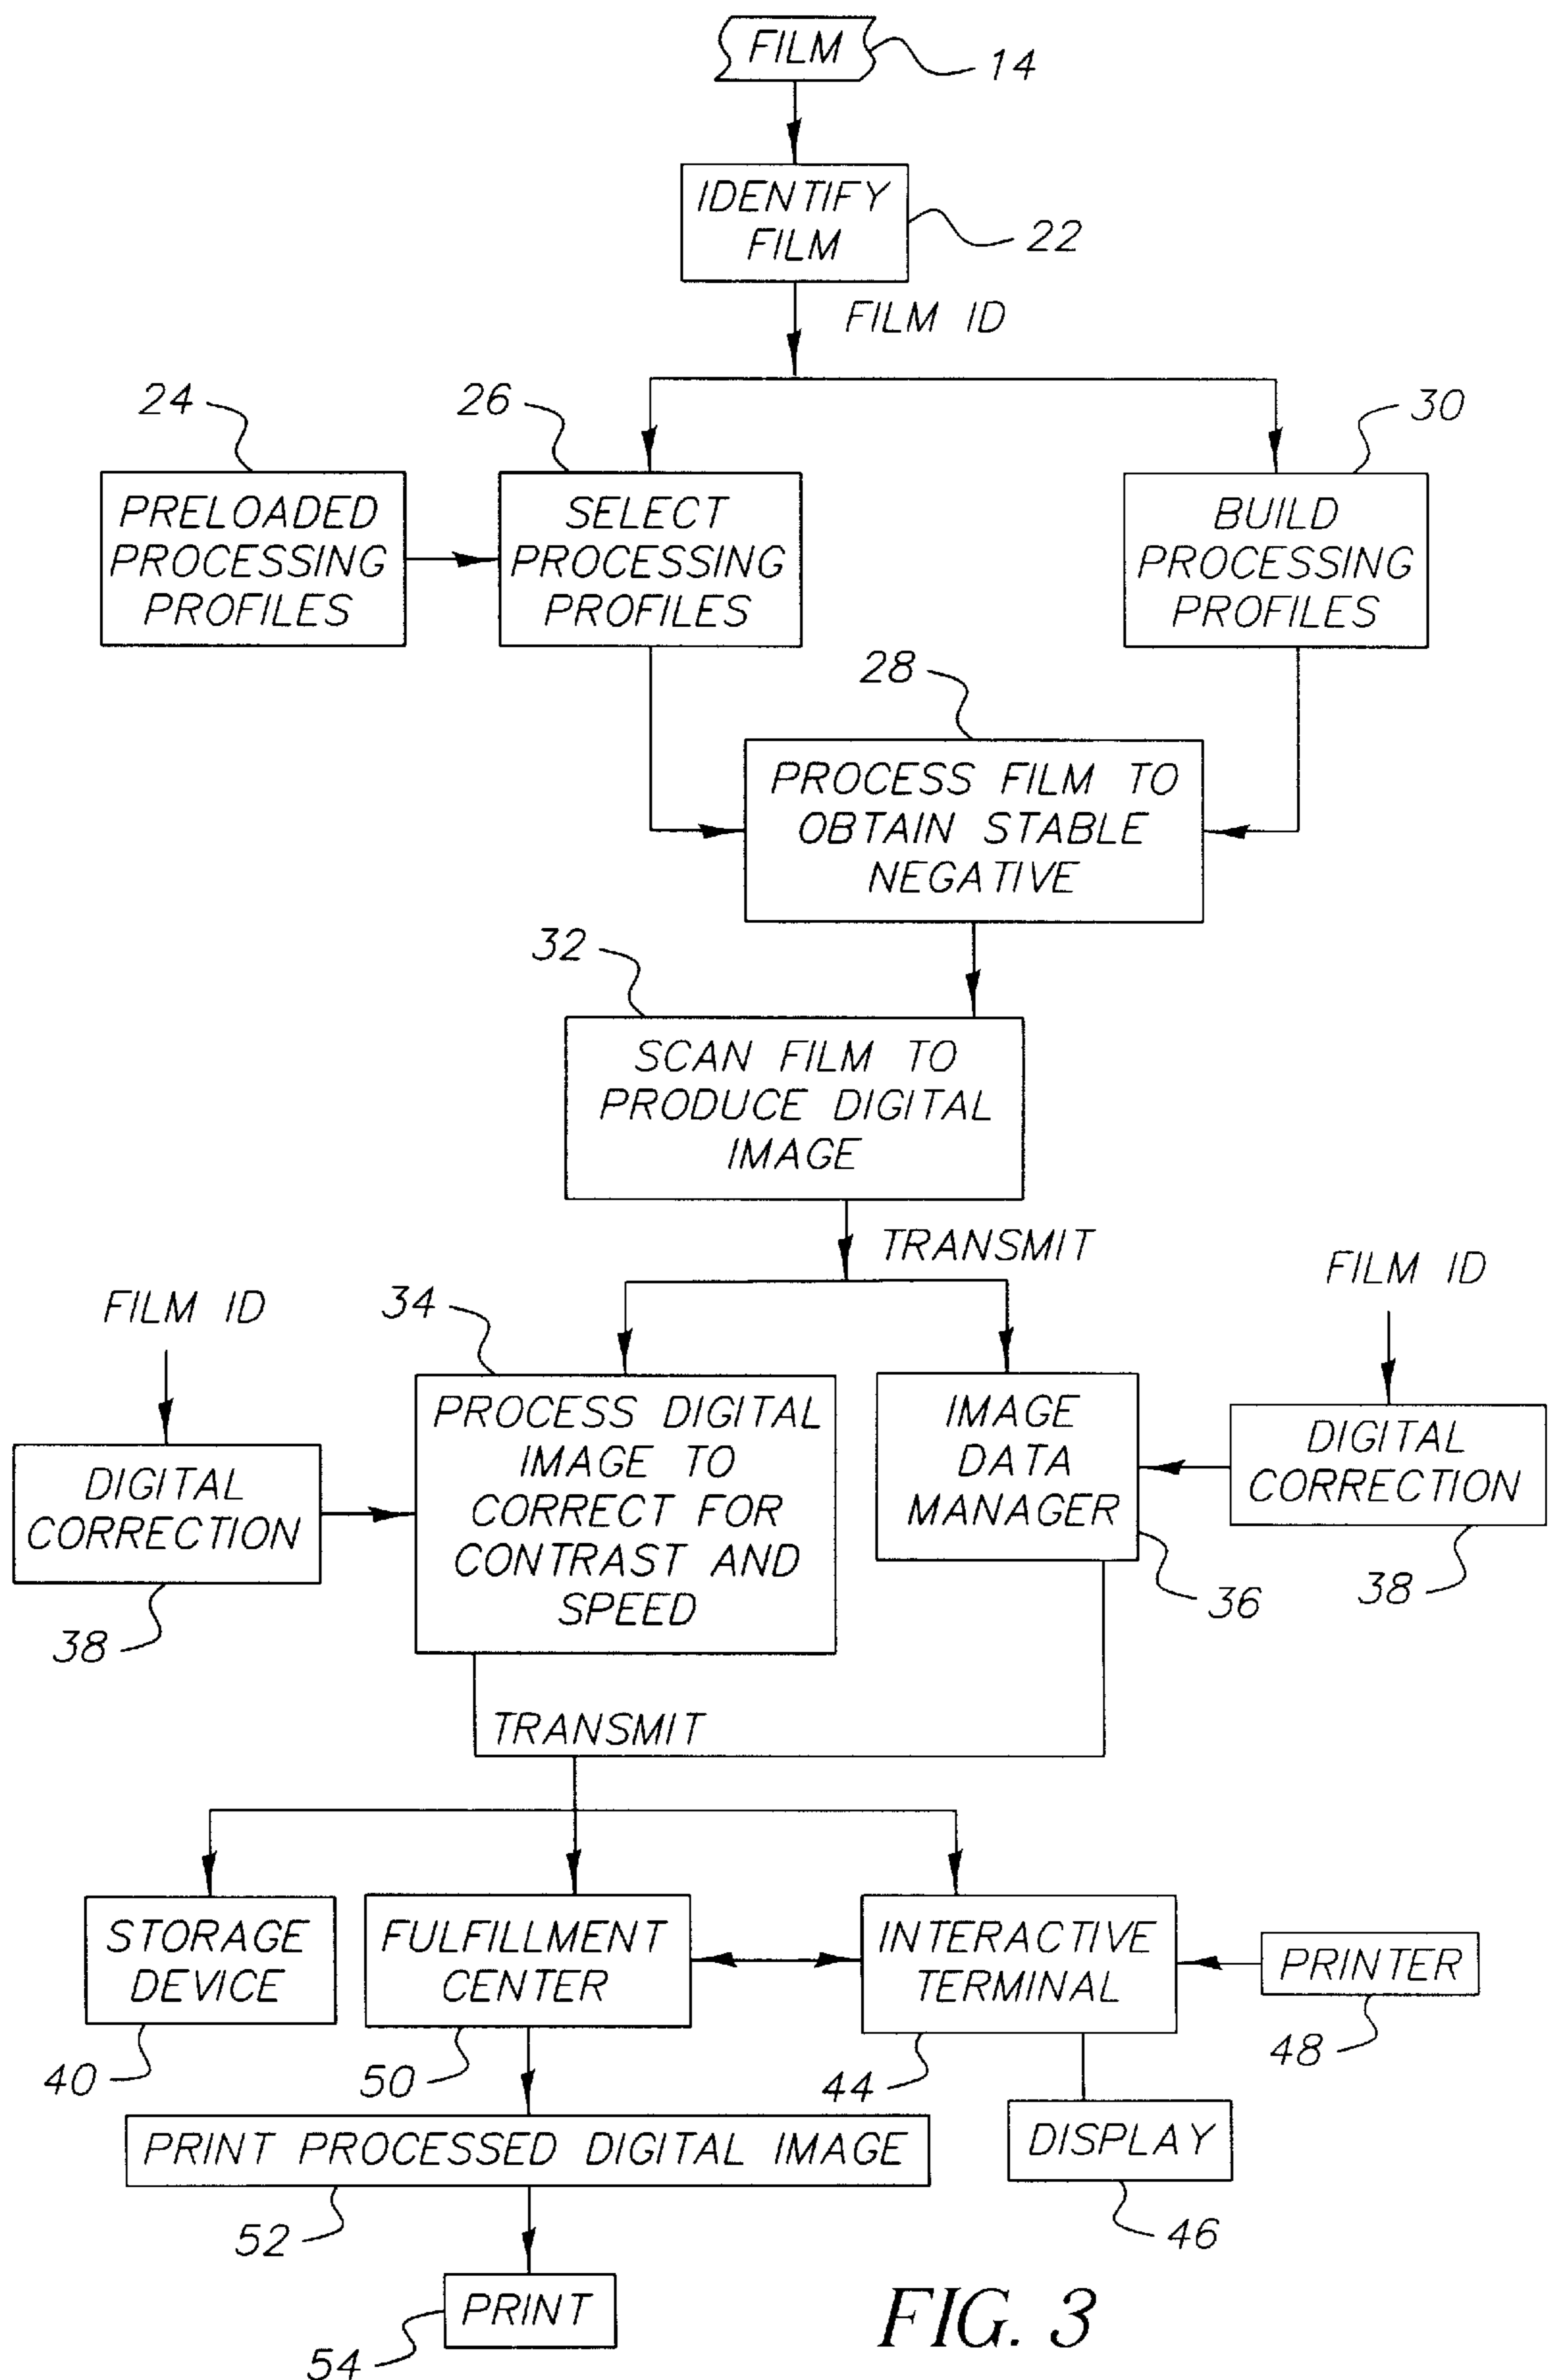 FILM
14
IDENTIFY
FILM
22
FILM ID
24
26
30
PRELOADED
PROCESSING
PROFILES
SELECT
PROCESSING
PROFILES
BUILD
PROCESSING
PROFILES
28
PROCESS FILM TO
OBTAIN STABLE
NEGATIVE
32
SCAN FILM TO
PRODUCE DIGITAL
IMAGE
TRANSMIT
FILM ID
34
FILM ID
DIGITAL
CORRECTION
38
PROCESS DIGITAL
IMAGE TO
CORRECT FOR
CONTRAST AND
SPEED
IMAGE
DATA
MANAGER
36
DIGITAL
CORRECTION
38
TRANSMIT
STORAGE
DEVICE
40
FULFILLMENT
CENTER
50
INTERACTIVE
TERMINAL
44
PRINTER
48
PRINT PROCESSED DIGITAL IMAGE
52
DISPLAY
46
PRINT
54
FIG. 3